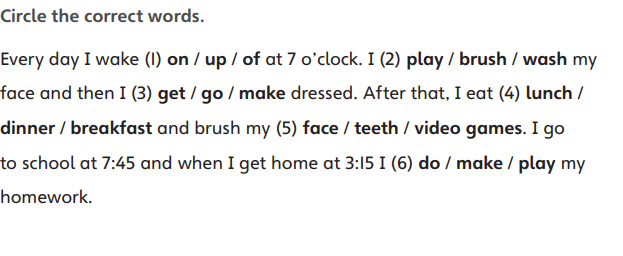 Circle the correct words.
Every day I wake (1) on / up / of at 7 o’clock. I (2) play / brush / wash my
face and then I (3) get / go / make dressed. After that, I eat (4) lunch /
dinner / breakfast and brush my (5) face / teeth / video games. I go
to school at 7:45 and when I get home at 3:15 I (6) do / make / play my
homework.